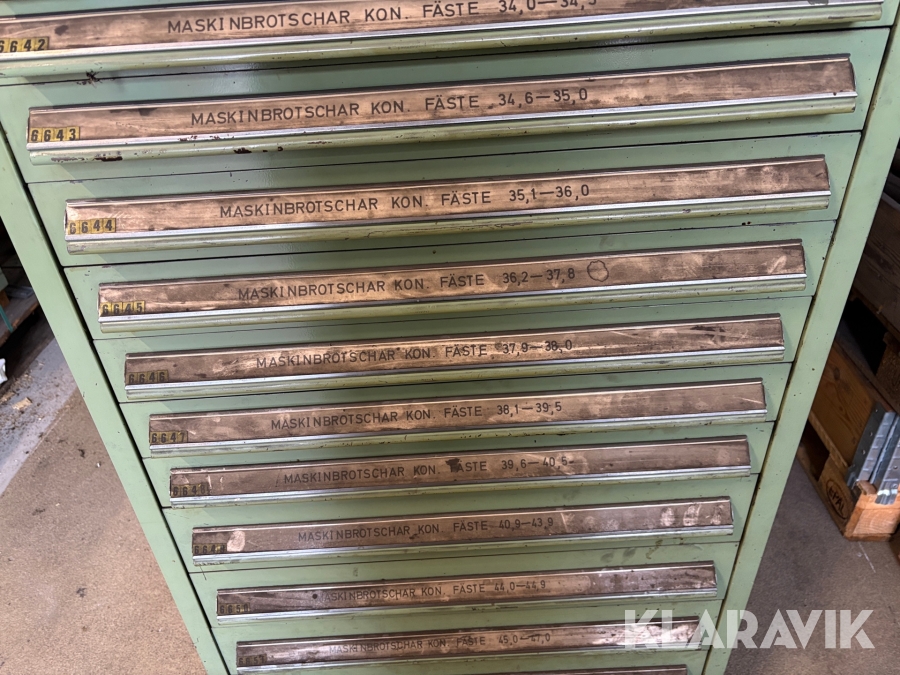 MASKINBROTSCHAR KON. FÄSTE 34,0—34,5
6642
MASKINBROTSCHAR KON. FÄSTE 34,6—35,0
6643
MASKINBROTSCHAR KON. FÄSTE 35,1—36,0
6644
MASKINBROTSCHAR KON. FÄSTE 36,2—37,8
6645
MASKINBROTSCHAR KON. FÄSTE 37,9—38,0
6646
MASKINBROTSCHAR KON. FÄSTE 38,1—39,5
6647
MASKINBROTSCHAR KON. FÄSTE 39,6—40,5
6648
MASKINBROTSCHAR KON. FÄSTE 40,9—43,9
MASKINBROTSCHAR KON. FÄSTE 44,0—44,9
MASKINBROTSCHAR KON. FÄSTE 45,0—47,0
KLARAVIK